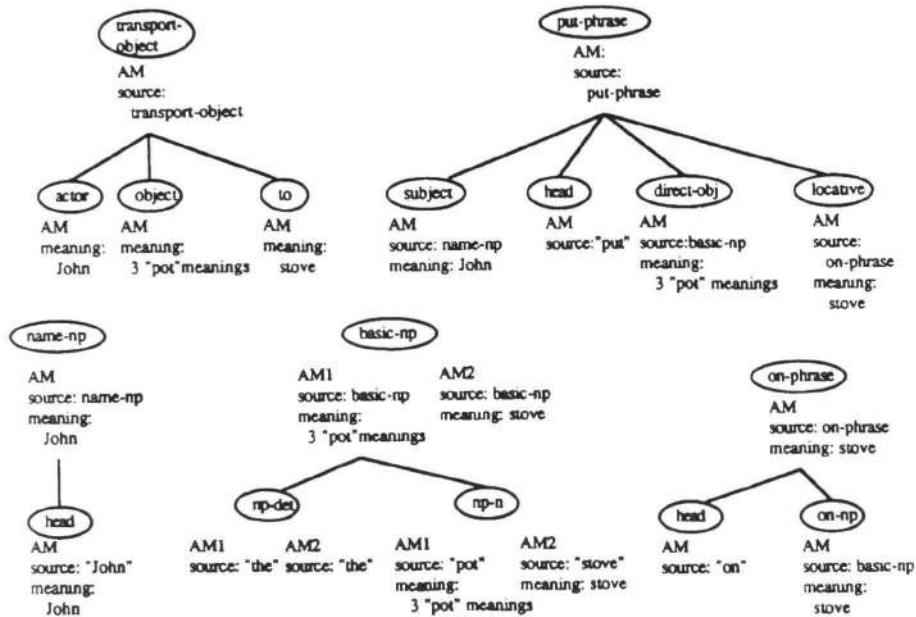 transport-
object
AM
source:
transport-object
actor
AM
meaning:
John
object
AM
meaning:
3 "pot" meanings
to
AM
meaning:
stove
put-phrase
AM:
source:
put-phrase
subject
AM
source: name-np
meaning: John
head
AM
source:"put"
direct-obj
AM
source:basic-np
meaning:
3 "pot" meanings
locative
AM
source:
on-phrase
meaning:
stove
name-np
AM
source: name-np
meaning:
John
head
AM
source: "John"
meaning:
John
basic-np
AM1
source: basic-np
meaning:
3 "pot" meanings
AM2
source: basic-np
meaning: stove
np-det
AM1
source: "the"
AM2
source: "the"
np-n
AM1
source: "pot"
meaning:
3 "pot" meanings
AM2
source: "stove"
meaning: stove
on-phrase
AM
source: on-phrase
meaning: stove
head
AM
source: "on"
on-np
AM
source: basic-np
meaning:
stove